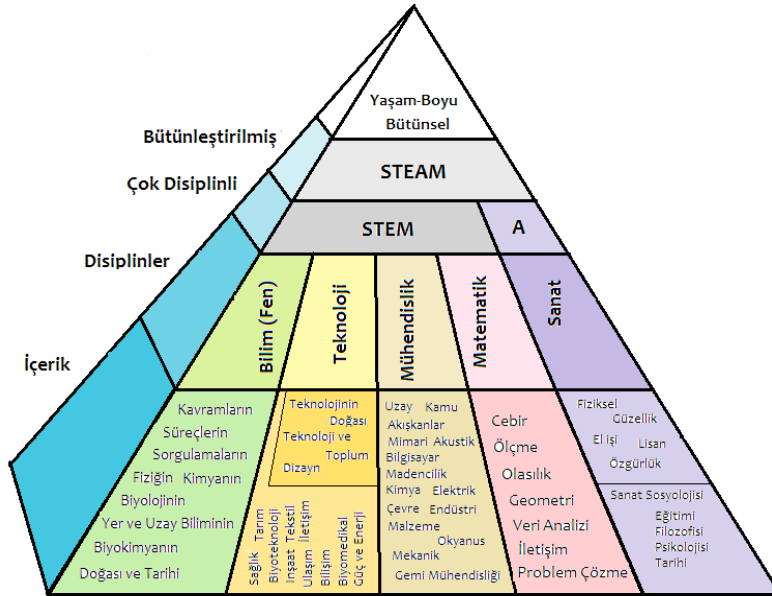 Yaşam-Boyu
Bütünsel
Bütünleştirilmiş
STEAM
Çok Disiplinli
STEM
A
Disiplinler
Bilim (Fen)
Teknoloji
Mühendislik
Matematik
Sanat
İçerik
Kavramların
Süreçlerin
Sorgulamaların
Fiziğin Kimyanın
Biyolojinin
Yer ve Uzay Biliminin
Biyokimyanın
Doğası ve Tarihi
Teknolojinin
Doğası
Teknoloji ve
Toplum
Dizayn
Sağlık Tarım
Biyoteknoloji
İnşaat Tekstil
Ulaşım İletişim
Bilişim
Biyomedikal
Güç ve Enerji
Uzay Kamu
Akışkanlar
Mimari Akustik
Bilgisayar
Madencilik
Kimya Elektrik
Çevre Endüstri
Malzeme
Okyanus
Mekanik
Gemi Mühendisliği
Cebir
Ölçme
Olasılık
Geometri
Veri Analizi
İletişim
Problem Çözme
Fiziksel
Güzellik
El işi Lisan
Özgürlük
Sanat Sosyolojisi
Eğitimi
Filozofisi
Psikolojisi
Tarihi